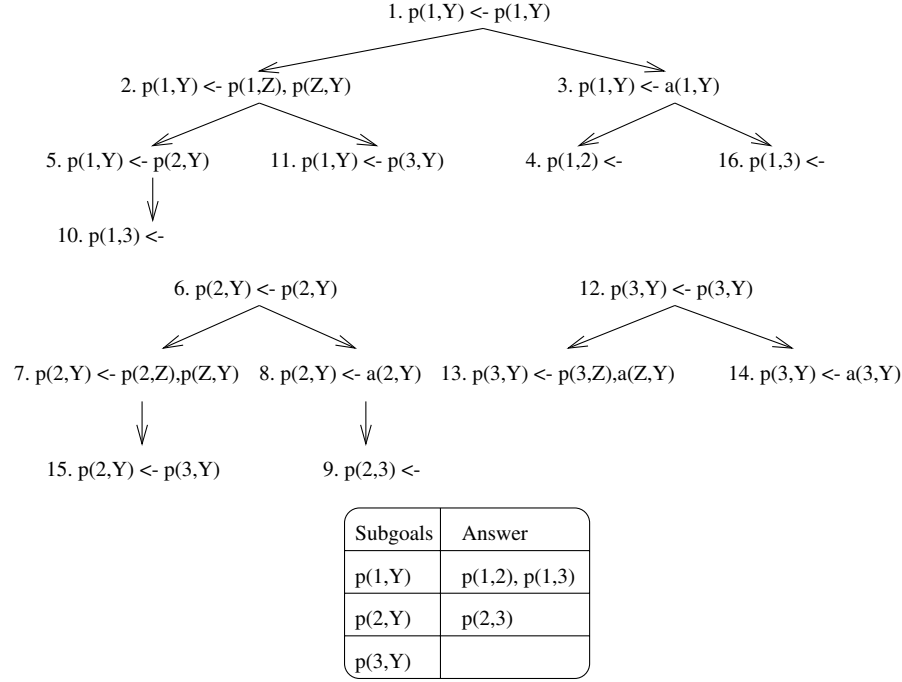 1. p(1,Y) <- p(1,Y)
2. p(1,Y) <- p(1,Z), p(Z,Y)
3. p(1,Y) <- a(1,Y)
5. p(1,Y) <- p(2,Y)
11. p(1,Y) <- p(3,Y)
4. p(1,2) <-
16. p(1,3) <-
10. p(1,3) <-
6. p(2,Y) <- p(2,Y)
12. p(3,Y) <- p(3,Y)
7. p(2,Y) <- p(2,Z),p(Z,Y)
8. p(2,Y) <- a(2,Y)
13. p(3,Y) <- p(3,Z),a(Z,Y)
14. p(3,Y) <- a(3,Y)
15. p(2,Y) <- p(3,Y)
9. p(2,3) <-
Subgoals Answer
p(1,Y) p(1,2), p(1,3)
p(2,Y) p(2,3)
p(3,Y)